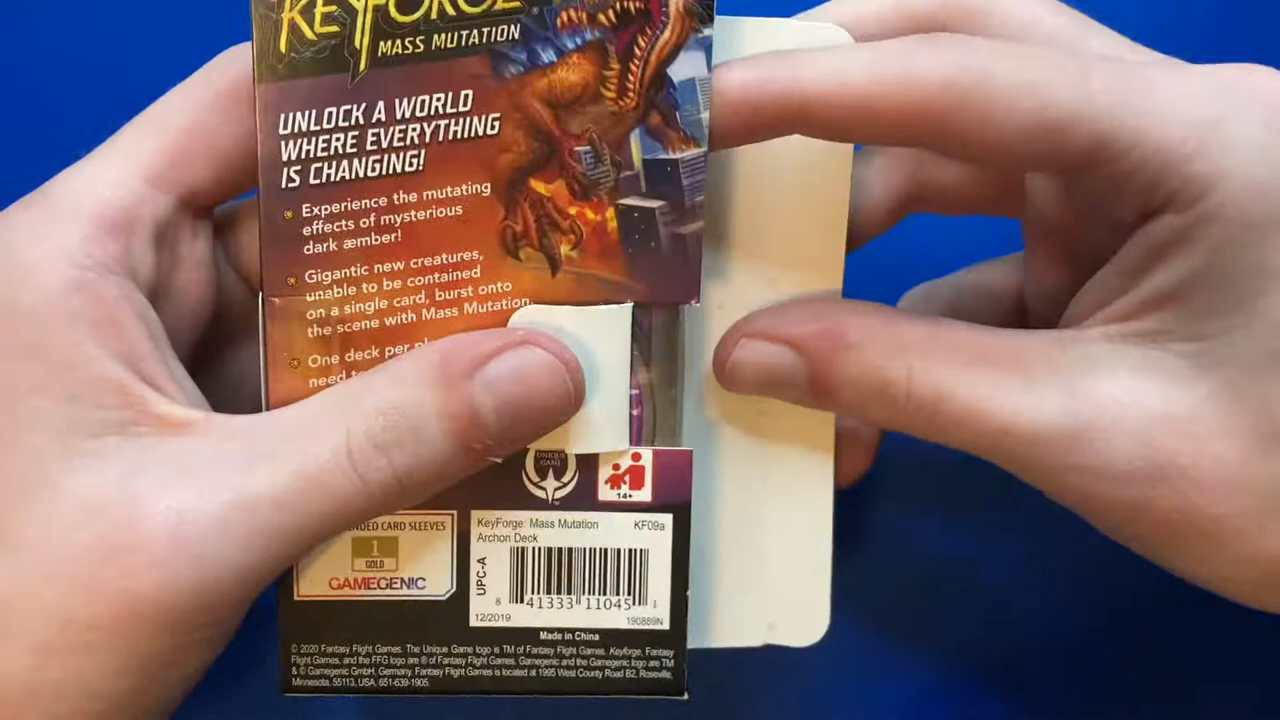 KEYFORGE
MASS MUTATION
UNLOCK A WORLD
WHERE EVERYTHING
IS CHANGING!
Experience the mutating
effects of mysterious
dark æmber!
Gigantic new creatures,
unable to be contained
on a single card, burst onto
the scene with Mass Mutation.
One deck per
need
UNIQUE
GAME
TM
14+
CARD SLEEVES
1
GOLD
GAMEGENIC
KeyForge: Mass Mutation KF09a
Archon Deck
UPC-A
8 41333 11045 1
12/2019 190889N
Made in China
© 2020 Fantasy Flight Games. The Unique Game logo is TM of Fantasy Flight Games. Keyforge, Fantasy
Flight Games, and the FFG logo are ® of Fantasy Flight Games. Gamegenic and the Gamegenic logo are TM
& © Gamegenic GmbH, Germany. Fantasy Flight Games is located at 1995 West County Road B2, Roseville,
Minnesota, 55113, USA, 651-639-1905.